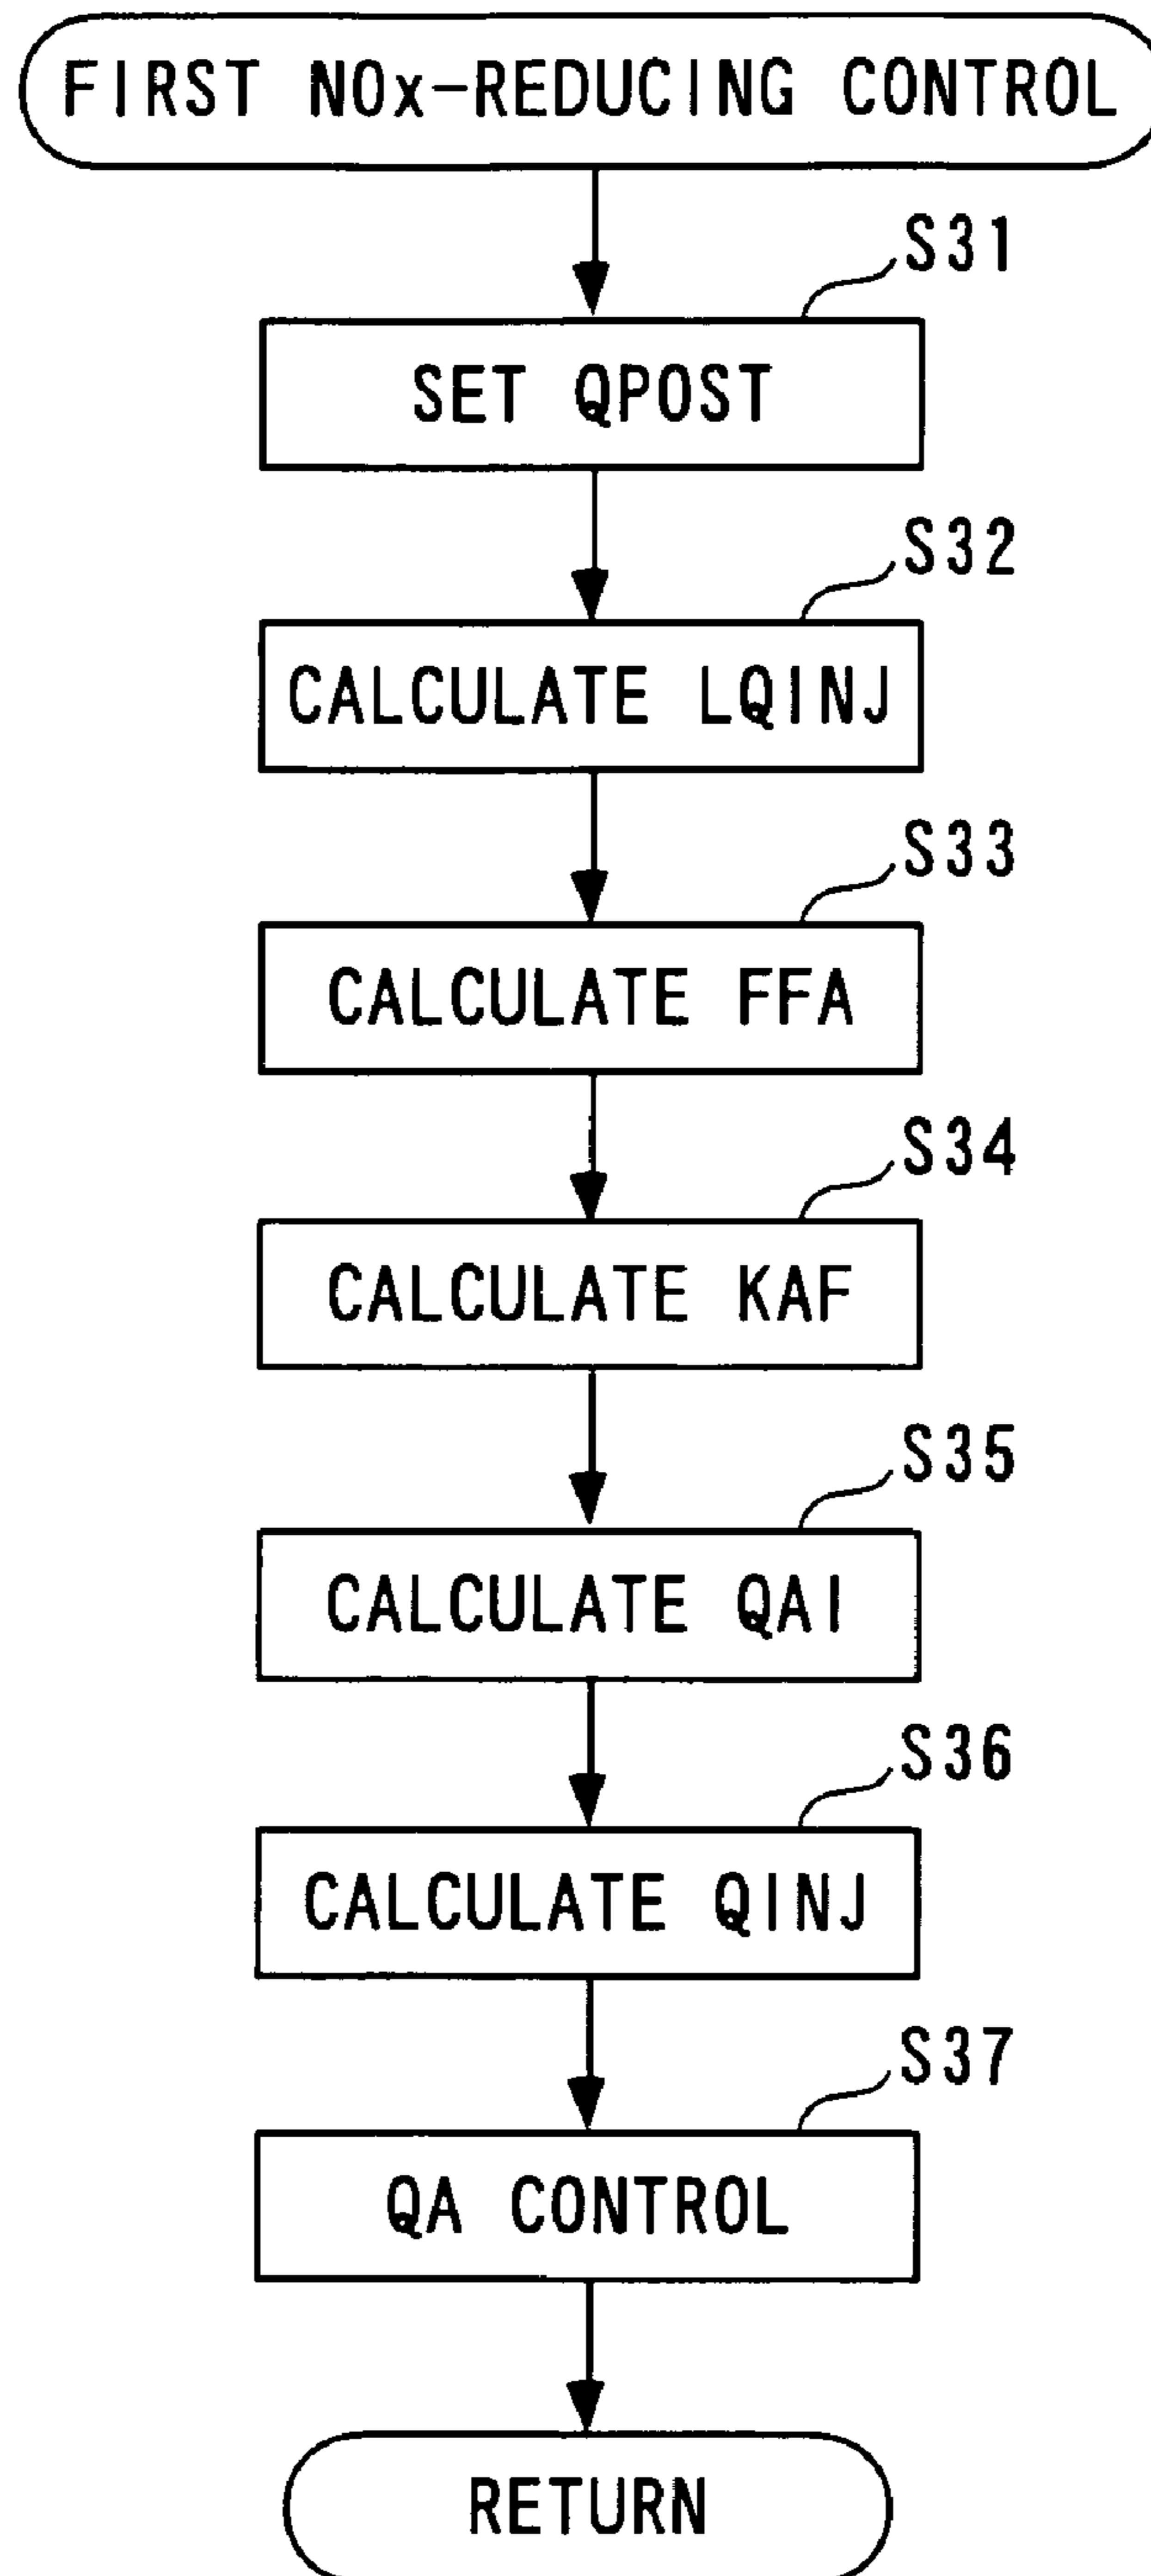 FIRST NOx-REDUCING CONTROL
S31
SET QPOST
S32
CALCULATE LQINJ
S33
CALCULATE FFA
S34
CALCULATE KAF
S35
CALCULATE QAI
S36
CALCULATE QINJ
S37
QA CONTROL
RETURN